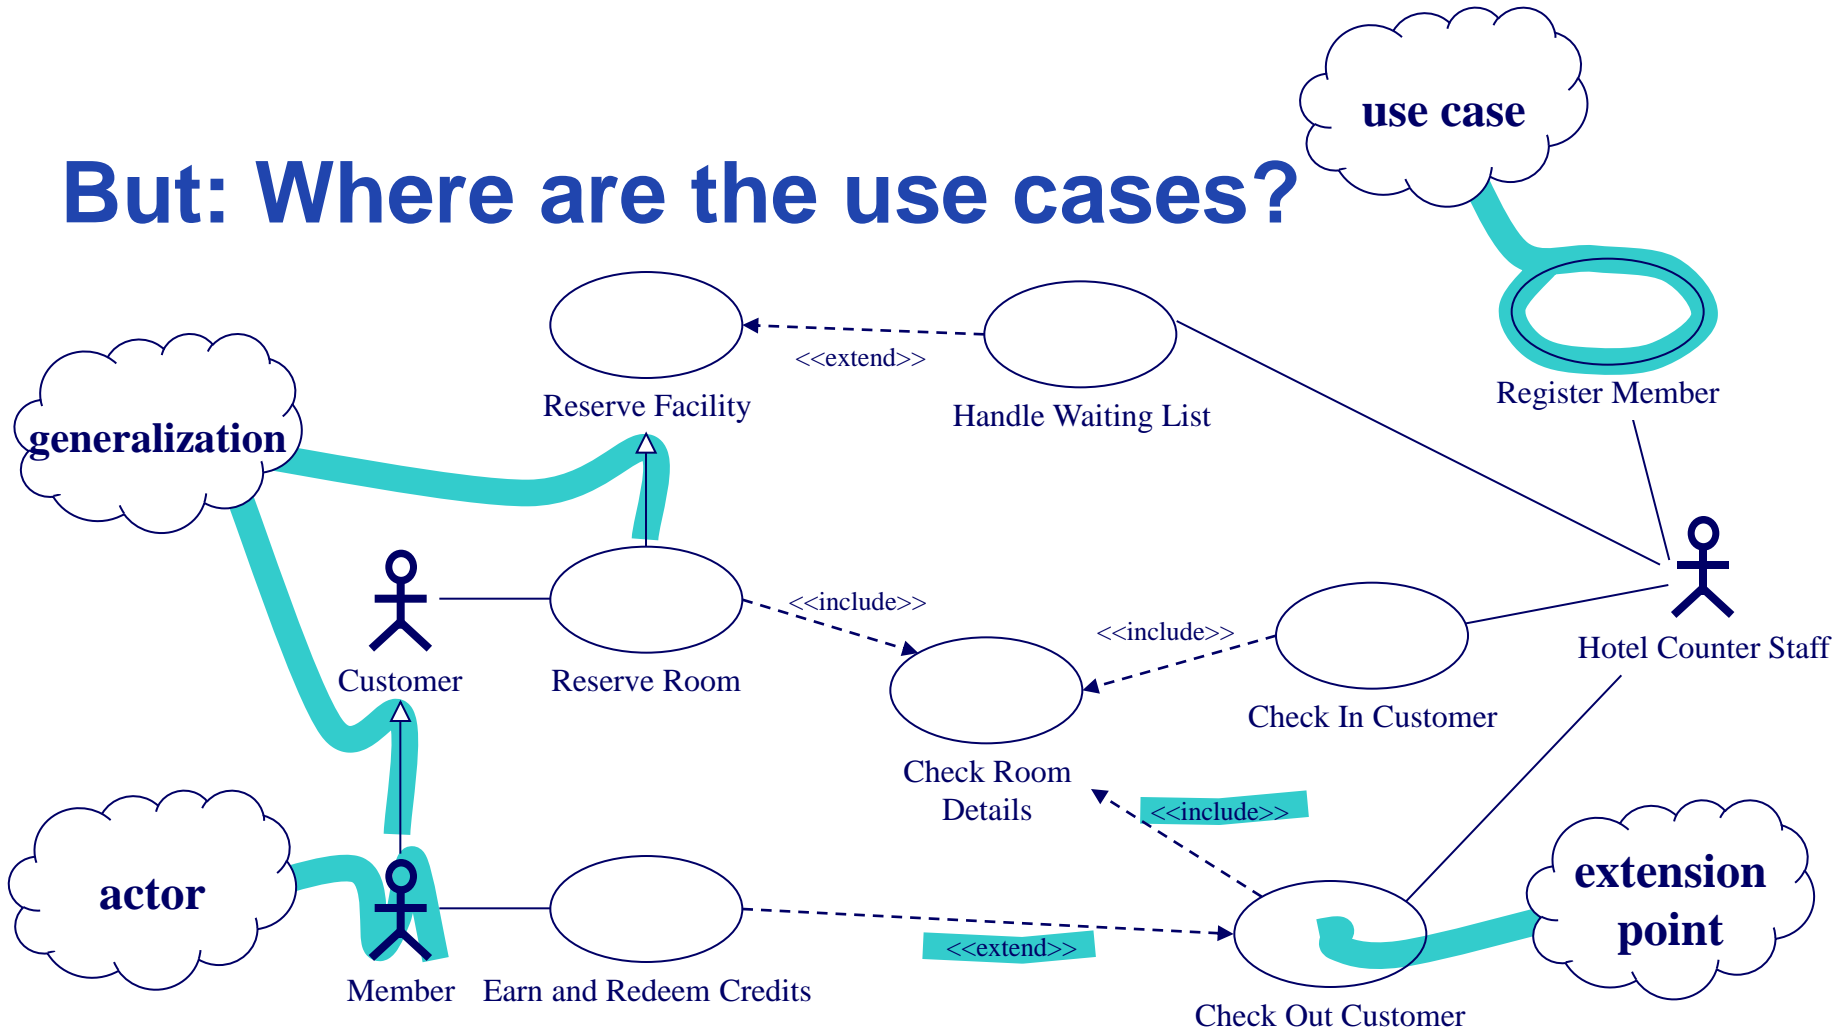 use case
But: Where are the use cases?
<<extend>>
Reserve Facility
Handle Waiting List
Register Member
generalization
<<include>>
<<include>>
Customer
Reserve Room
Hotel Counter Staff
Check In Customer
Check Room
Details
<<include>>
actor
extension
point
<<extend>>
Member
Earn and Redeem Credits
Check Out Customer